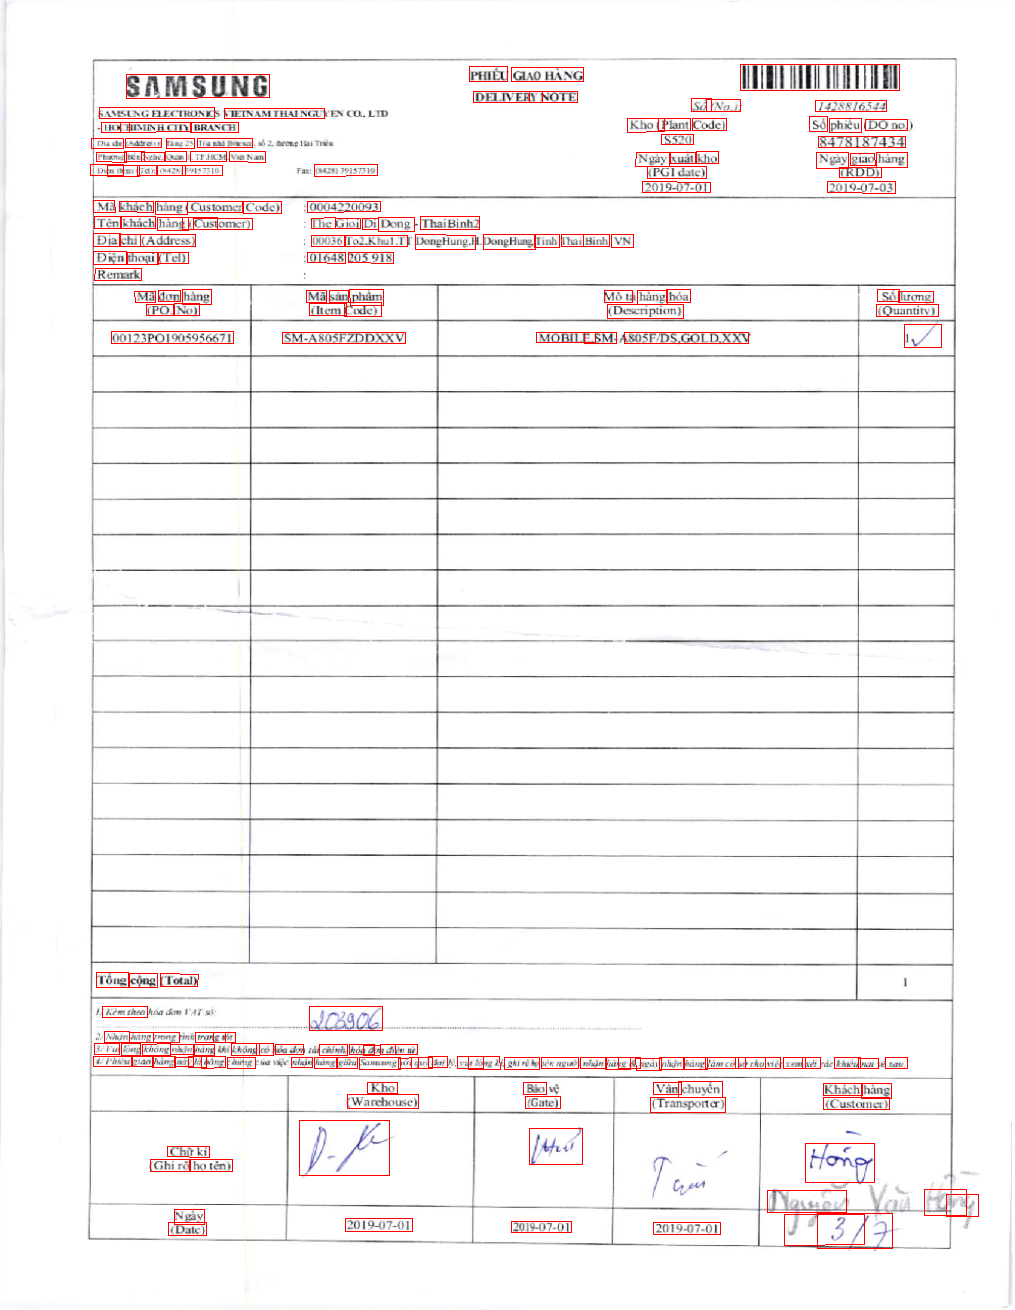 SAMSUNG
PHIẾU GIAO HÀNG
DELIVERY NOTE
SAMSUNG ELECTRONICS VIETNAM THAI NGUYEN CO., LTD
- HOCHIMINH CITY BRANCH
Địa chỉ (Address): Tầng 25, Tòa nhà Bitexco, số 2, đường Hải Triều
Phường Bến Nghé, Quận 1, TP.HCM, Việt Nam
Điện thoại (Tel): (8428) 39157310 Fax: (8428) 39157310
Số (No.) 1428816544
Kho (Plant Code) Số phiếu (DO no.)
S520 8478187434
Ngày xuất kho Ngày giao hàng
(PGI date) (RDD)
2019-07-01 2019-07-03
Mã khách hàng (Customer Code) : 0004220093
Tên khách hàng (Customer) : The Gioi Di Dong - ThaiBinh2
Địa chỉ (Address) : 00036 To2,Khu1,TT DongHung,H.DongHung,Tinh Thai Binh, VN
Điện thoại (Tel) : 01648 205 918
Remark :
Mã đơn hàng Mã sản phẩm Mô tả hàng hóa Số lượng
(PO. No) (Item Code) (Description) (Quantity)
00123PO1905956671 SM-A805FZDDXXV MOBILE,SM-A805F/DS,GOLD,XXV 1
Tổng cộng (Total) 1
1. Kèm theo hóa đơn VAT số: 203906
2/ Nhận hàng trong tình trạng tốt
3/ Vui lòng không nhận hàng khi không có hóa đơn tài chính/hóa đơn điện tử.
4/ Phiếu giao hàng này là bằng chứng của việc nhận hàng giữa Samsung với quý đại lý, vui lòng ký, ghi rõ họ tên người nhận hàng & ngày nhận hàng làm cơ sở cho việc xem xét các khiếu nại về sau.
Kho Bảo vệ Vận chuyển Khách hàng
(Warehouse) (Gate) (Transporter) (Customer)
Chữ kí
(Ghi rõ họ tên)
Hồng
Nguyễn Văn Hồng
Ngày
(Date) 2019-07-01 2019-07-01 2019-07-01 3/7